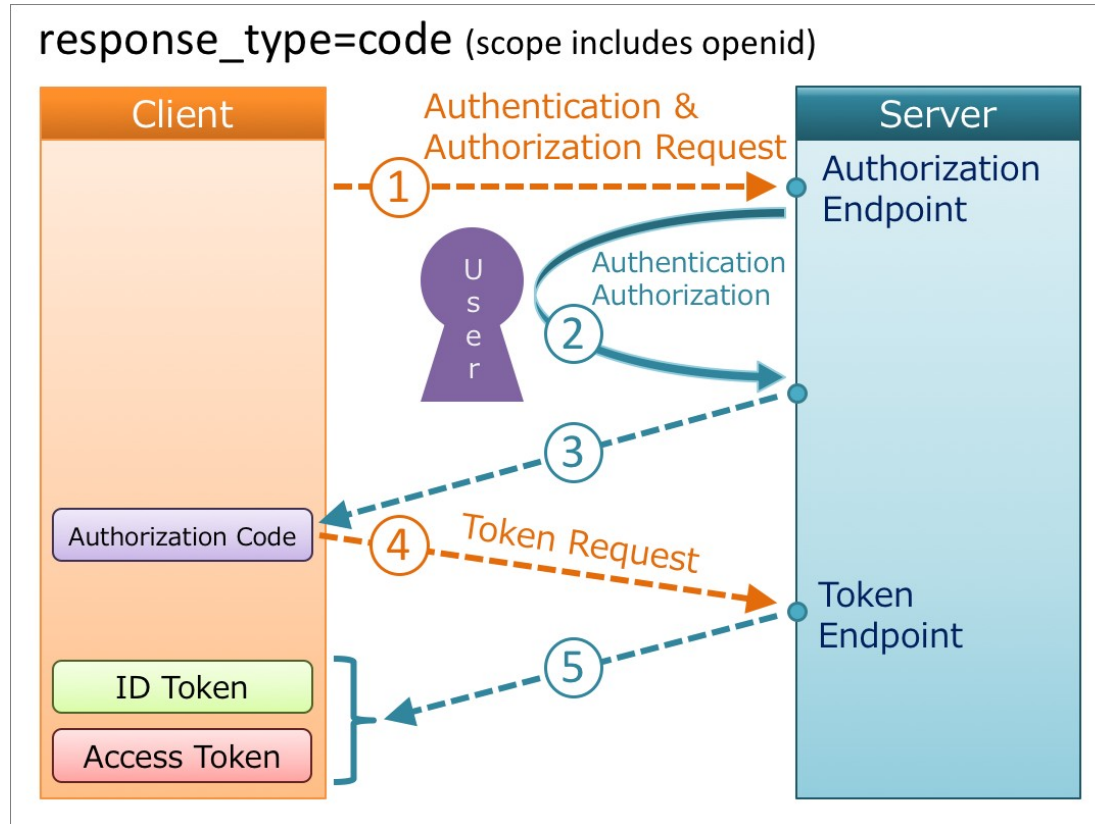 response_type=code (scope includes openid)
Client
Authentication &
Authorization Request
Server
1
Authorization
Endpoint
User
Authentication
Authorization
2
3
Authorization Code
4
Token Request
Token
Endpoint
5
ID Token
Access Token